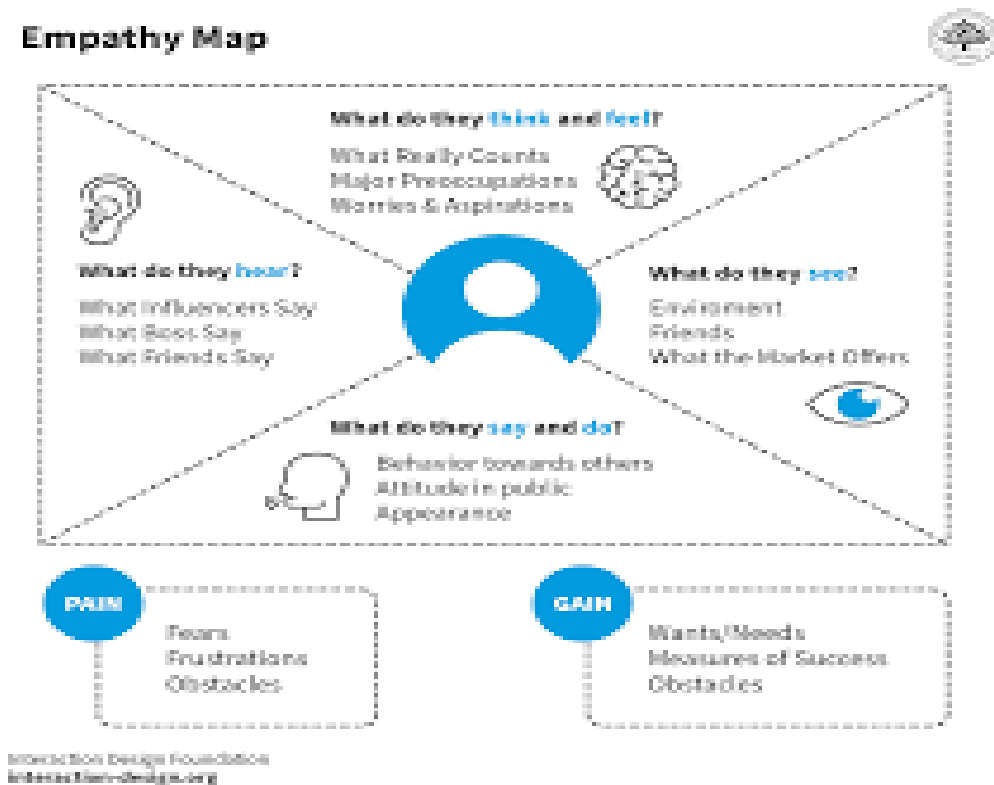 Empathy Map
What do they think and feel?
What Really Counts
Major Preoccupations
Worries & Aspirations
What do they hear?
What Influencers Say
What Boss Say
What Friends Say
What do they see?
Enviroment
Friends
What the Market Offers
What do they say and do?
Behavior towards others
Attitude in public
Appearance
PAIN
Fears
Frustrations
Obstacles
GAIN
Wants/Needs
Measures of Success
Obstacles
Interaction Design Foundation
interaction-design.org